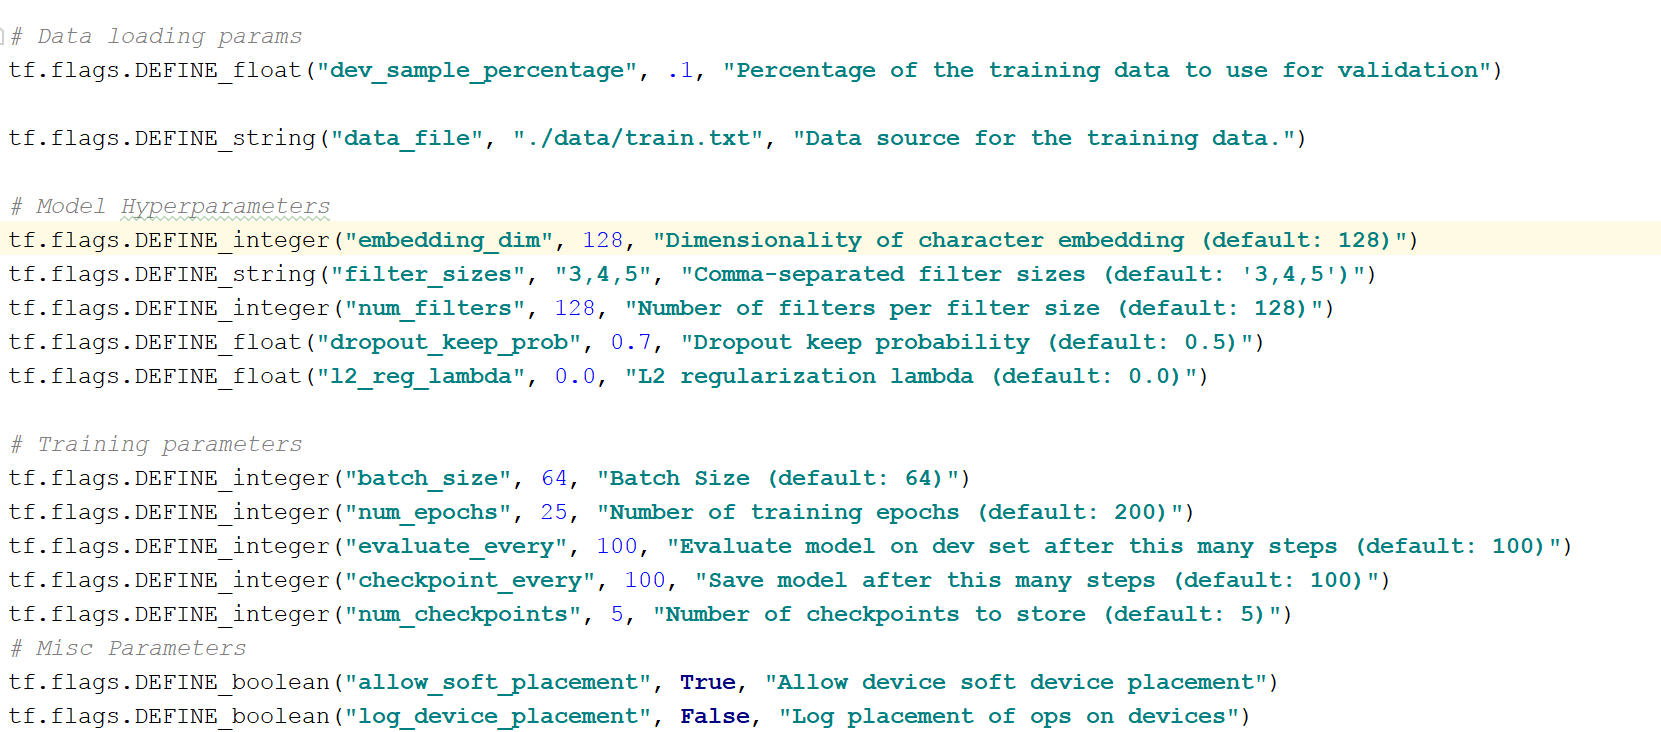 # Data loading params
tf.flags.DEFINE_float("dev_sample_percentage", .1, "Percentage of the training data to use for validation")
tf.flags.DEFINE_string("data_file", "./data/train.txt", "Data source for the training data.")
# Model Hyperparameters
tf.flags.DEFINE_integer("embedding_dim", 128, "Dimensionality of character embedding (default: 128)")
tf.flags.DEFINE_string("filter_sizes", "3,4,5", "Comma-separated filter sizes (default: '3,4,5')")
tf.flags.DEFINE_integer("num_filters", 128, "Number of filters per filter size (default: 128)")
tf.flags.DEFINE_float("dropout_keep_prob", 0.7, "Dropout keep probability (default: 0.5)")
tf.flags.DEFINE_float("l2_reg_lambda", 0.0, "L2 regularization lambda (default: 0.0)")
# Training parameters
tf.flags.DEFINE_integer("batch_size", 64, "Batch Size (default: 64)")
tf.flags.DEFINE_integer("num_epochs", 25, "Number of training epochs (default: 200)")
tf.flags.DEFINE_integer("evaluate_every", 100, "Evaluate model on dev set after this many steps (default: 100)")
tf.flags.DEFINE_integer("checkpoint_every", 100, "Save model after this many steps (default: 100)")
tf.flags.DEFINE_integer("num_checkpoints", 5, "Number of checkpoints to store (default: 5)")
# Misc Parameters
tf.flags.DEFINE_boolean("allow_soft_placement", True, "Allow device soft device placement")
tf.flags.DEFINE_boolean("log_device_placement", False, "Log placement of ops on devices")